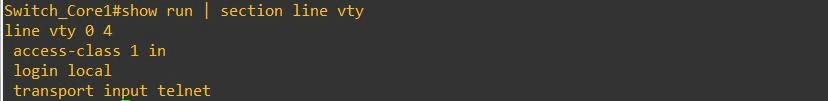 Switch_Core1#show run | section line vty
line vty 0 4
 access-class 1 in
 login local
 transport input telnet